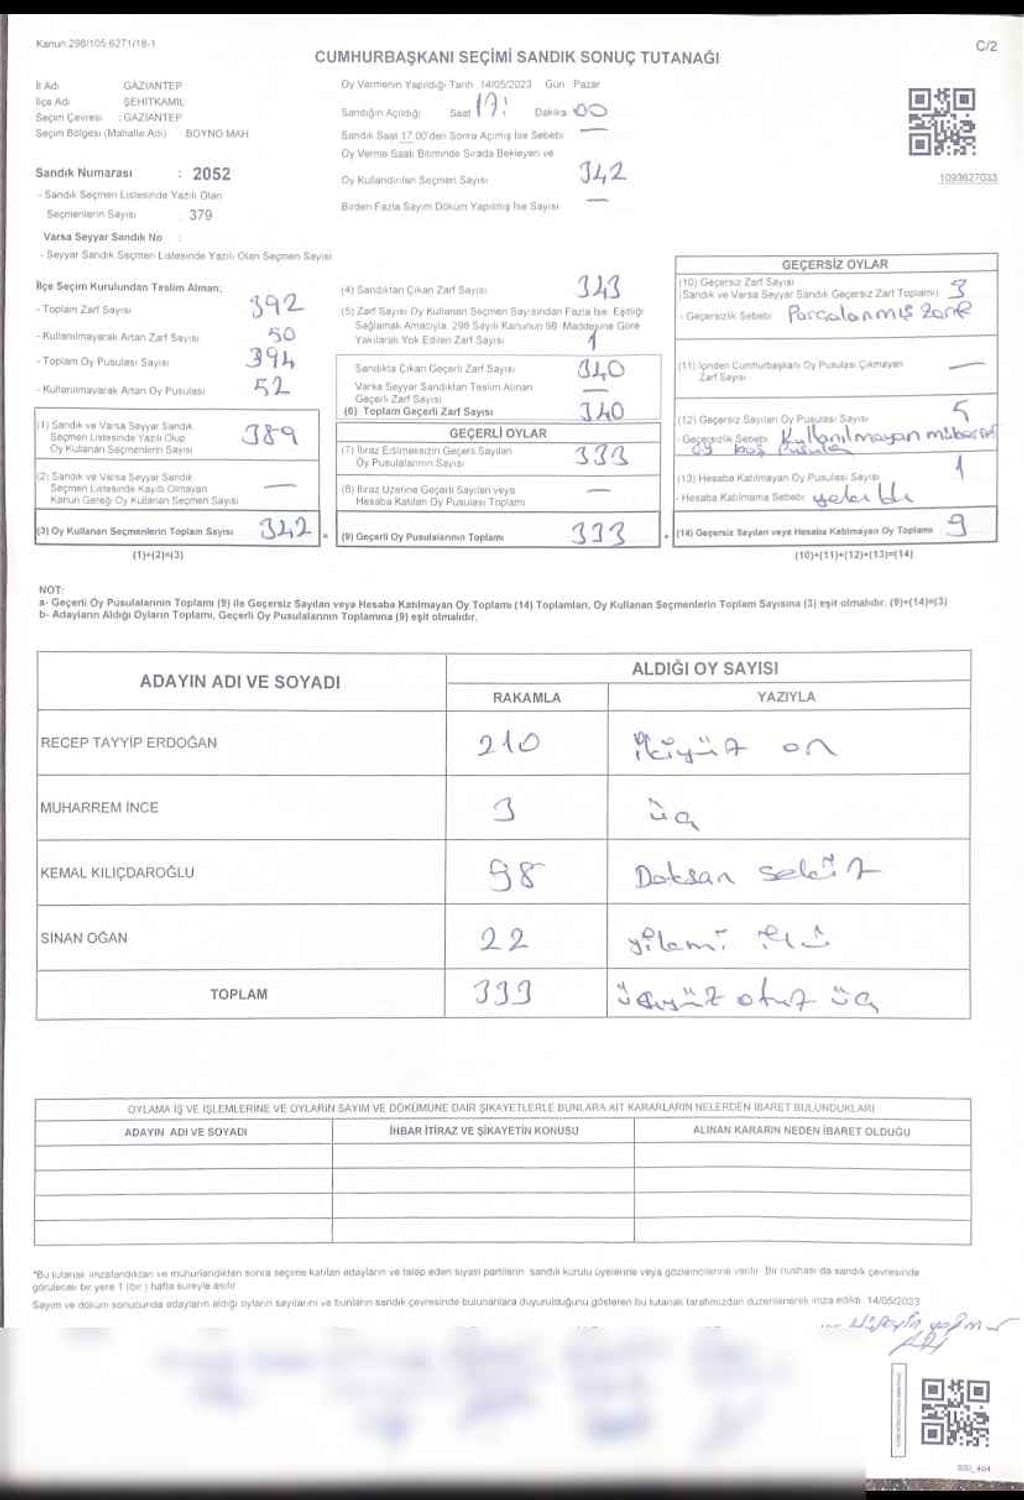 Kanun:298/105 6271/18-1
C/2
CUMHURBAŞKANI SEÇİMİ SANDIK SONUÇ TUTANAĞI
İl Adı GAZİANTEP
İlçe Adı ŞEHİTKAMİL
Seçim Çevresi : GAZİANTEP
Seçim Bölgesi (Mahalle Adı) BOYNO MAH
Sandık Numarası : 2052
- Sandık Seçmen Listesinde Yazılı Olan
Seçmenlerin Sayısı 379
Varsa Seyyar Sandık No :
- Seyyar Sandık Seçmen Listesinde Yazılı Olan Seçmen Sayısı
Oy Vermenin Yapıldığı Tarih 14/05/2023 Gün Pazar
Sandığın Açıldığı Saat 17: Dakika 00
Sandık Saat 17.00'den Sonra Açılmış İse Sebebi —
Oy Verme Saati Bitiminde Sırada Bekleyen ve
Oy Kullandırılan Seçmen Sayısı 342
Birden Fazla Sayım Döküm Yapılmış İse Sayısı —
1093627033
İlçe Seçim Kurulundan Teslim Alınan:
- Toplam Zarf Sayısı 392
- Kullanılmayarak Artan Zarf Sayısı 50
- Toplam Oy Pusulası Sayısı 394
- Kullanılmayarak Artan Oy Pusulası 52
(1) Sandık ve Varsa Seyyar Sandık
Seçmen Listesinde Yazılı Olup
Oy Kullanan Seçmenlerin Sayısı 389
(2) Sandık ve Varsa Seyyar Sandık
Seçmen Listesinde Kayıtlı Olmayan
Kanun Gereği Oy Kullanan Seçmen Sayısı —
(3) Oy Kullanan Seçmenlerin Toplam Sayısı 342
(1)+(2)=(3)
(4) Sandıktan Çıkan Zarf Sayısı 343
(5) Zarf Sayısı Oy Kullanan Seçmen Sayısından Fazla İse, Eşitliği
Sağlamak Amacıyla, 298 Sayılı Kanunun 98. Maddesine Göre
Yakılarak Yok Edilen Zarf Sayısı 1
Sandıkta Çıkan Geçerli Zarf Sayısı 340
Varsa Seyyar Sandıktan Teslim Alınan
Geçerli Zarf Sayısı —
(6) Toplam Geçerli Zarf Sayısı 340
GEÇERLİ OYLAR
(7) İtiraz Edilmeksizin Geçerli Sayılan
Oy Pusulalarının Sayısı 333
(8) İtiraz Üzerine Geçerli Sayılan veya
Hesaba Katılan Oy Pusulası Toplamı —
= (9) Geçerli Oy Pusulalarının Toplamı 333
GEÇERSİZ OYLAR
(10) Geçersiz Zarf Sayısı
(Sandık ve Varsa Seyyar Sandık Geçersiz Zarf Toplamı) 3
- Geçersizlik Sebebi Parçalanmış zarf
(11) İçinden Cumhurbaşkanı Oy Pusulası Çıkmayan
Zarf Sayısı —
(12) Geçersiz Sayılan Oy Pusulası Sayısı 5
- Geçersizlik Sebebi Kullanılmayan mühürsüz
oy boş pusula
(13) Hesaba Katılmayan Oy Pusulası Sayısı 1
- Hesaba Katılmama Sebebi yakıldı
+ (14) Geçersiz Sayılan veya Hesaba Katılmayan Oy Toplamı 9
(10)+(11)+(12)+(13)=(14)
NOT:
a- Geçerli Oy Pusulalarının Toplamı (9) ile Geçersiz Sayılan veya Hesaba Katılmayan Oy Toplamı (14) Toplamları, Oy Kullanan Seçmenlerin Toplam Sayısına (3) eşit olmalıdır. (9)+(14)=(3)
b- Adayların Aldığı Oyların Toplamı, Geçerli Oy Pusulalarının Toplamına (9) eşit olmalıdır.
ADAYIN ADI VE SOYADI ALDIĞI OY SAYISI
RAKAMLA YAZIYLA
RECEP TAYYİP ERDOĞAN 210 ikiyüz on
MUHARREM İNCE 3 üç
KEMAL KILIÇDAROĞLU 98 Doksan sekiz
SİNAN OĞAN 22 yirmi iki
TOPLAM 333 üçyüz otuz üç
OYLAMA İŞ VE İŞLEMLERİNE VE OYLARIN SAYIM VE DÖKÜMÜNE DAİR ŞİKAYETLERLE BUNLARA AİT KARARLARIN NELERDEN İBARET BULUNDUKLARI
ADAYIN ADI VE SOYADI İHBAR İTİRAZ VE ŞİKAYETİN KONUSU ALINAN KARARIN NEDEN İBARET OLDUĞU
*Bu tutanak imzalandıktan ve mühürlendikten sonra seçime katılan adayların ve talep eden siyasi partilerin sandık kurulu üyelerine veya gözlemcilerine verilir. Bir nüshası da sandık çevresinde
görülecek bir yere 1 (bir ) hafta süreyle asılır
Sayım ve döküm sonucunda adayların aldığı oyların sayılarını ve bunların sandık çevresinde bulunanlara duyurulduğunu gösteren bu tutanak tarafımızdan düzenlenerek imza edildi. 14/05/2023